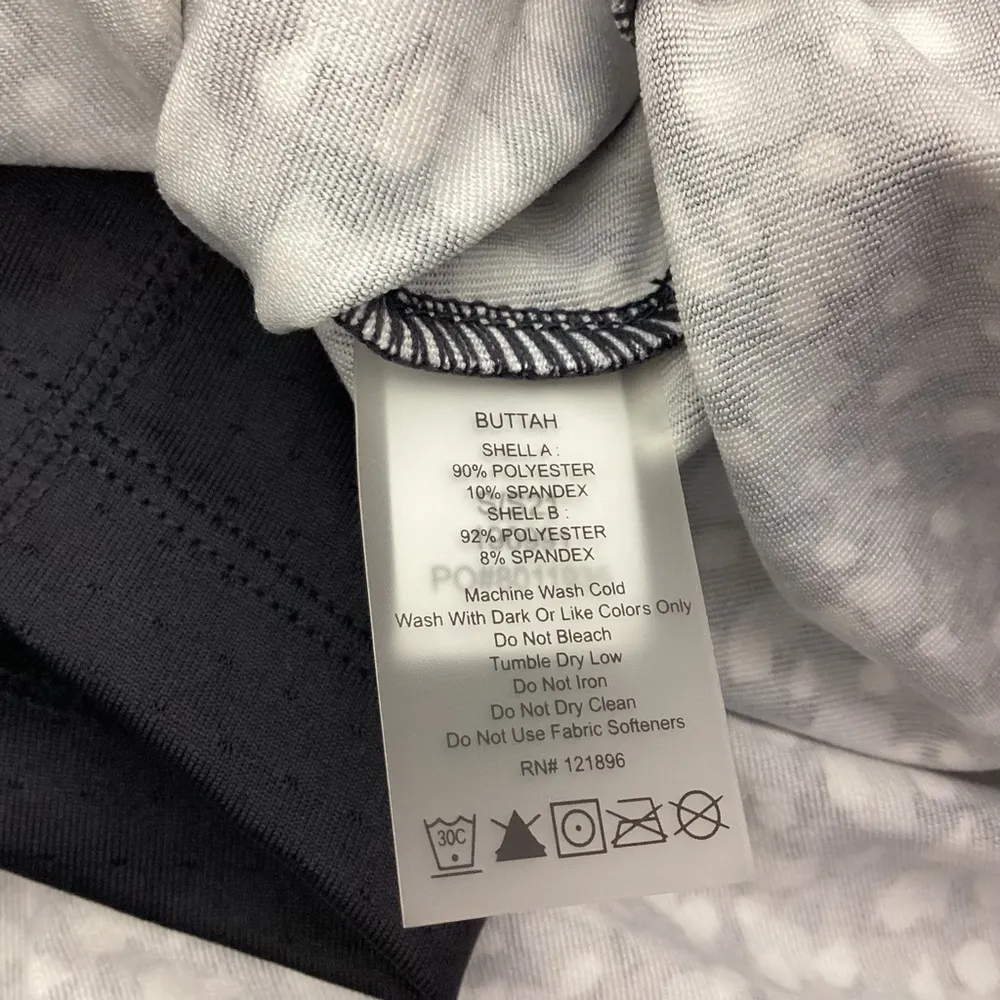 BUTTAH
SHELL A :
90% POLYESTER
10% SPANDEX
SHELL B :
92% POLYESTER
8% SPANDEX
Machine Wash Cold
Wash With Dark Or Like Colors Only
Do Not Bleach
Tumble Dry Low
Do Not Iron
Do Not Dry Clean
Do Not Use Fabric Softeners
RN# 121896
30C